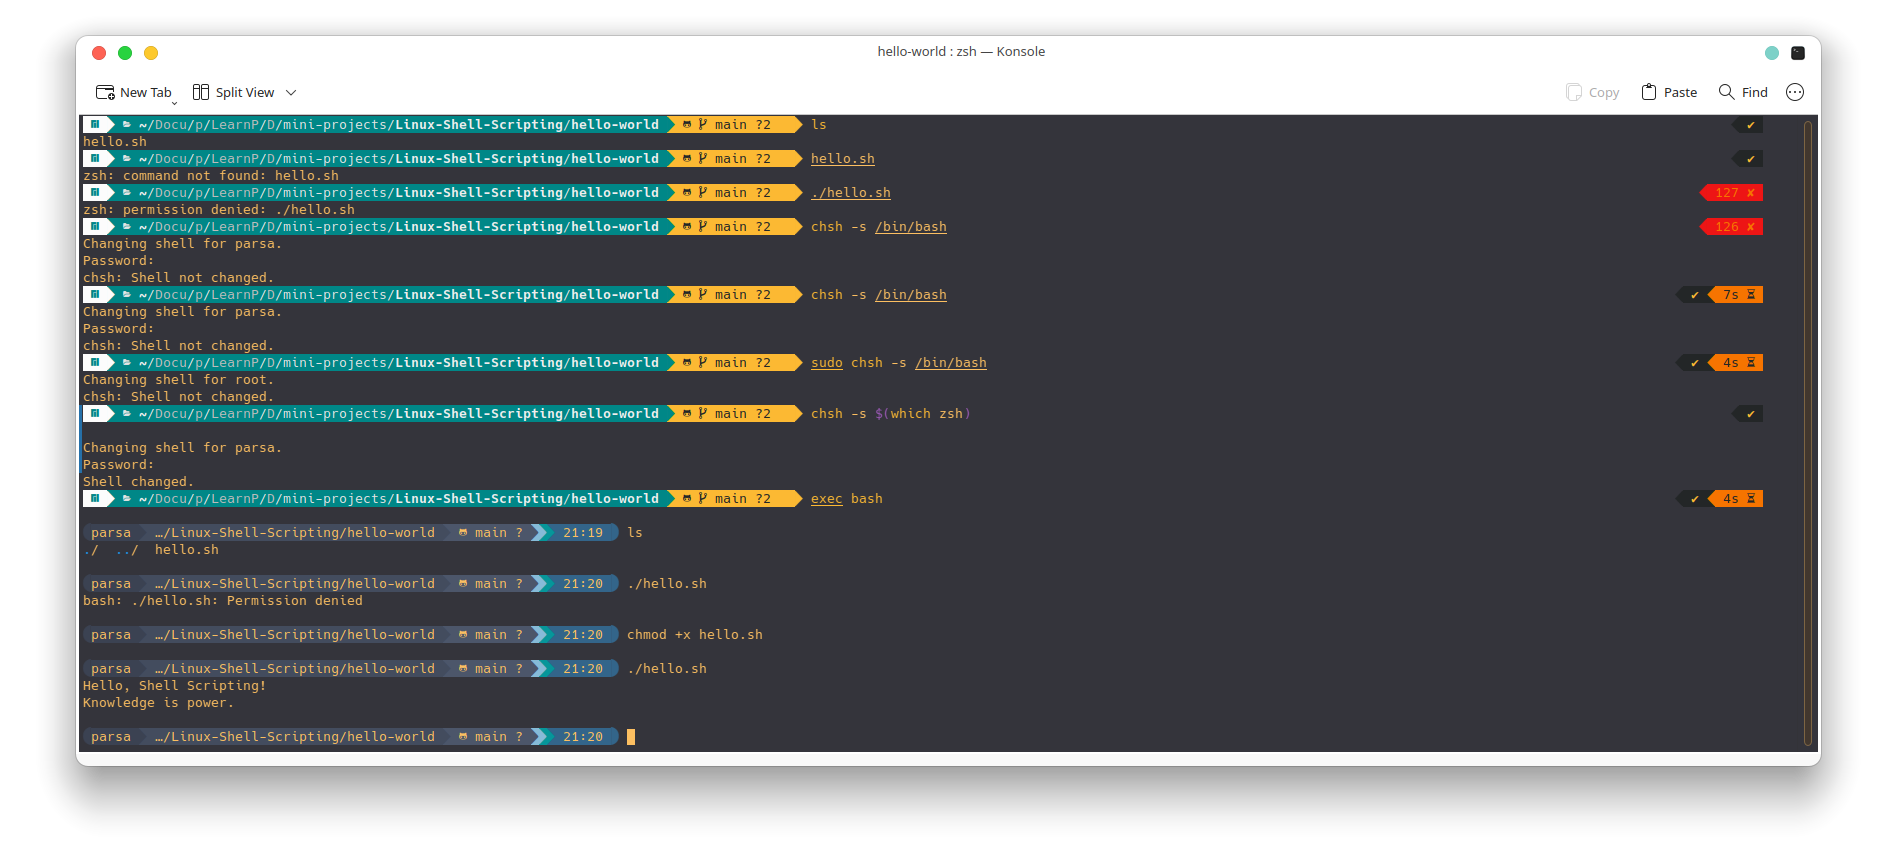 hello-world : zsh — Konsole
New Tab Split View Copy Paste Find
~/Docu/p/LearnP/D/mini-projects/Linux-Shell-Scripting/hello-world main ?2 ls ✔
hello.sh
~/Docu/p/LearnP/D/mini-projects/Linux-Shell-Scripting/hello-world main ?2 hello.sh ✔
zsh: command not found: hello.sh
~/Docu/p/LearnP/D/mini-projects/Linux-Shell-Scripting/hello-world main ?2 ./hello.sh 127 ✘
zsh: permission denied: ./hello.sh
~/Docu/p/LearnP/D/mini-projects/Linux-Shell-Scripting/hello-world main ?2 chsh -s /bin/bash 126 ✘
Changing shell for parsa.
Password:
chsh: Shell not changed.
~/Docu/p/LearnP/D/mini-projects/Linux-Shell-Scripting/hello-world main ?2 chsh -s /bin/bash ✔ 7s
Changing shell for parsa.
Password:
chsh: Shell not changed.
~/Docu/p/LearnP/D/mini-projects/Linux-Shell-Scripting/hello-world main ?2 sudo chsh -s /bin/bash ✔ 4s
Changing shell for root.
chsh: Shell not changed.
~/Docu/p/LearnP/D/mini-projects/Linux-Shell-Scripting/hello-world main ?2 chsh -s $(which zsh) ✔
Changing shell for parsa.
Password:
Shell changed.
~/Docu/p/LearnP/D/mini-projects/Linux-Shell-Scripting/hello-world main ?2 exec bash ✔ 4s
parsa …/Linux-Shell-Scripting/hello-world main ? 21:19 ls
./ ../ hello.sh
parsa …/Linux-Shell-Scripting/hello-world main ? 21:20 ./hello.sh
bash: ./hello.sh: Permission denied
parsa …/Linux-Shell-Scripting/hello-world main ? 21:20 chmod +x hello.sh
parsa …/Linux-Shell-Scripting/hello-world main ? 21:20 ./hello.sh
Hello, Shell Scripting!
Knowledge is power.
parsa …/Linux-Shell-Scripting/hello-world main ? 21:20